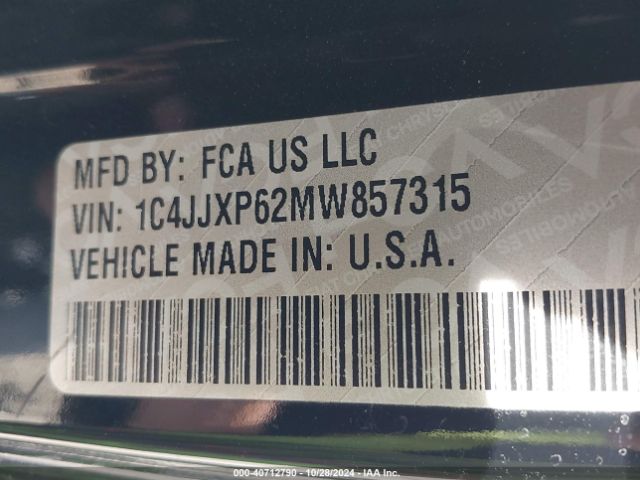 MFD BY: FCA US LLC
VIN: 1C4JJXP62MW857315
VEHICLE MADE IN: U.S.A.
000-40712790 - 10/28/2024 - IAA Inc.